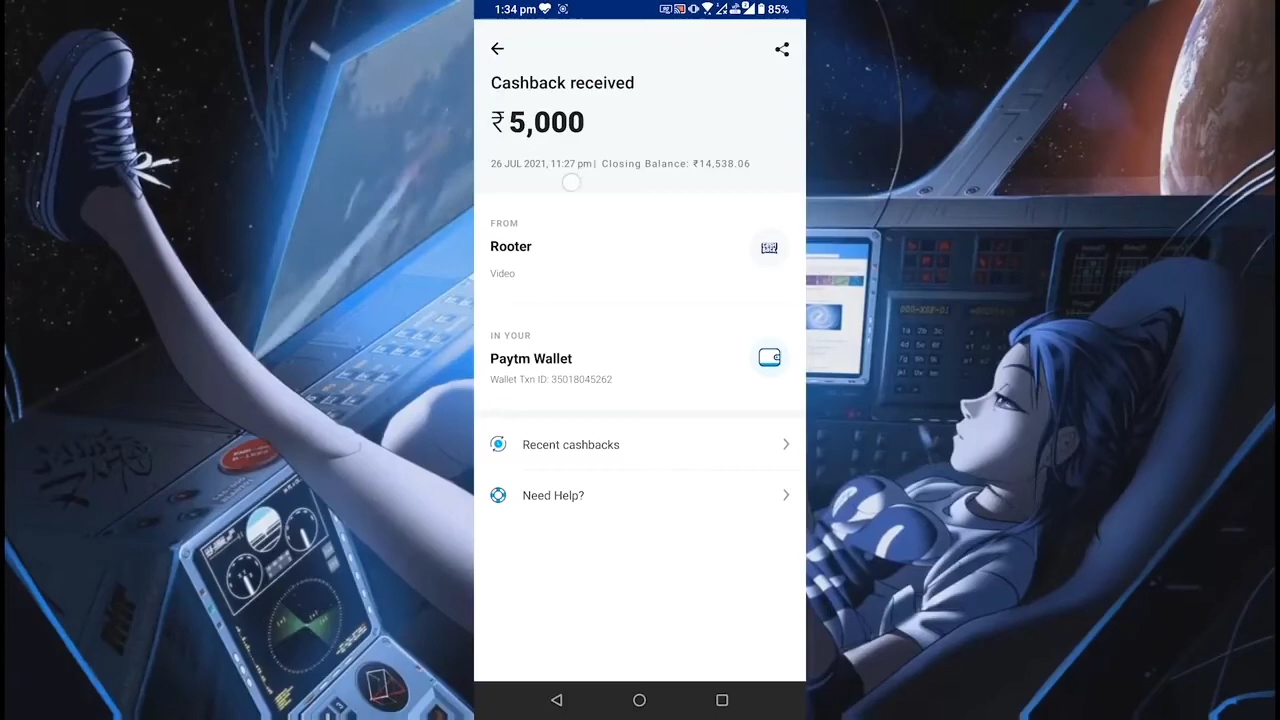 1:34 pm
85%
Cashback received
₹5,000
26 JUL 2021, 11:27 pm | Closing Balance: ₹14,538.06
FROM
Rooter
Video
IN YOUR
Paytm Wallet
Wallet Txn ID: 35018045262
Recent cashbacks
Need Help?